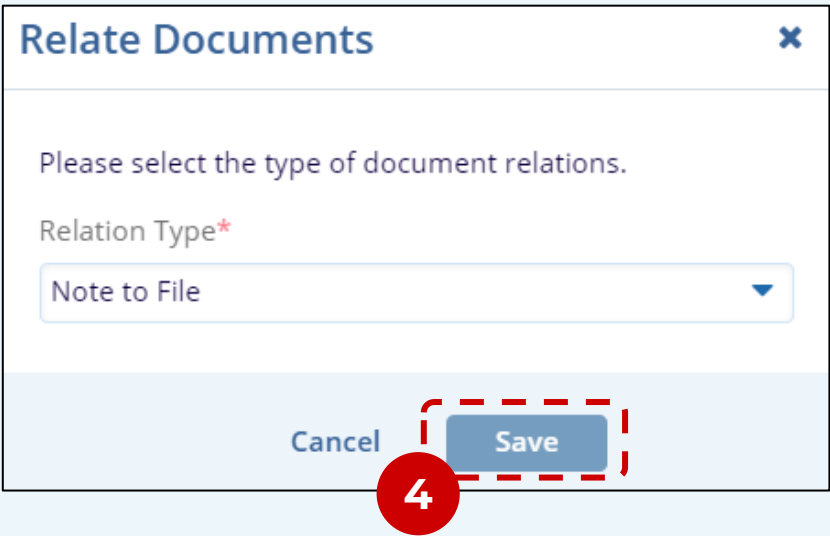 Relate Documents
Please select the type of document relations.
Relation Type*
Note to File
Cancel Save
4